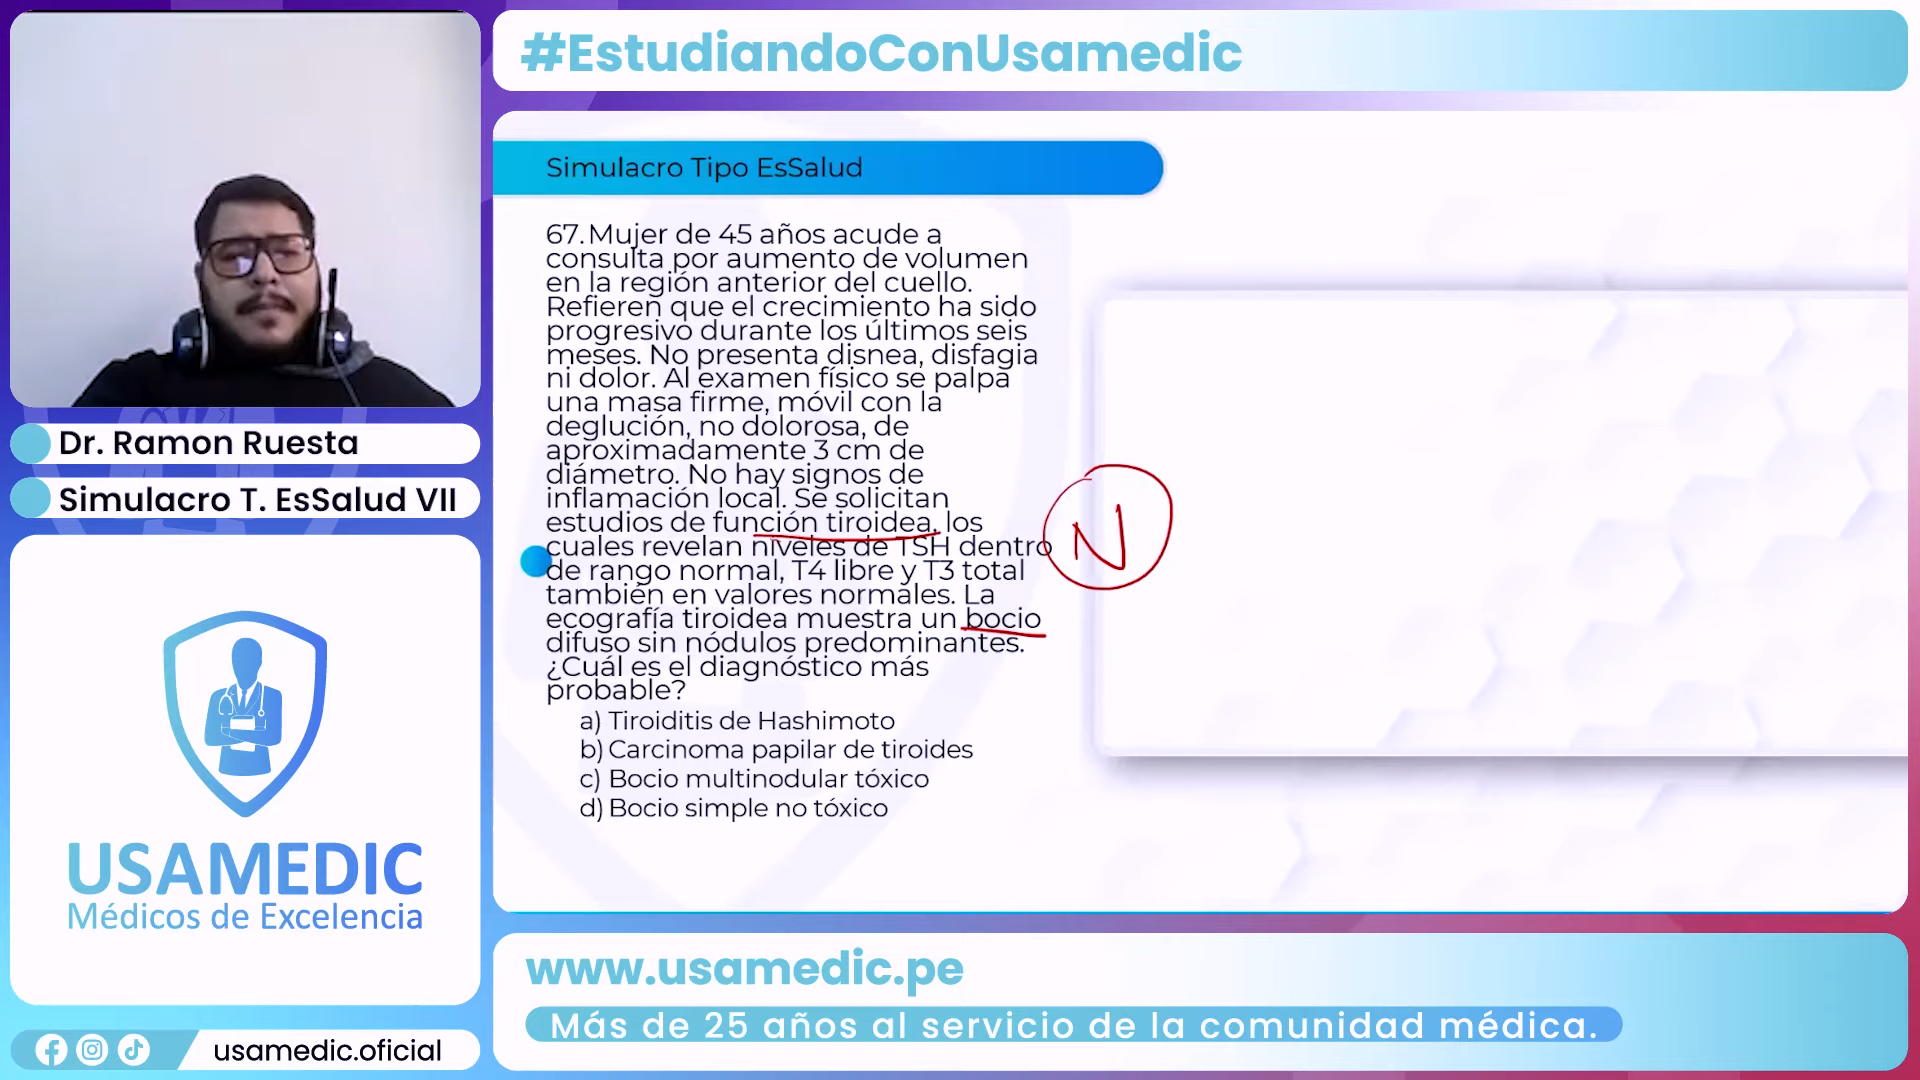 #EstudiandoConUsamedic
Simulacro Tipo EsSalud
67. Mujer de 45 años acude a
consulta por aumento de volumen
en la región anterior del cuello.
Refieren que el crecimiento ha sido
progresivo durante los últimos seis
meses. No presenta disnea, disfagia
ni dolor. Al examen físico se palpa
una masa firme, móvil con la
deglución, no dolorosa, de
aproximadamente 3 cm de
diámetro. No hay signos de
inflamación local. Se solicitan
estudios de función tiroidea, los
cuales revelan niveles de TSH dentro
de rango normal, T4 libre y T3 total
también en valores normales. La
ecografía tiroidea muestra un bocio
difuso sin nódulos predominantes.
¿Cuál es el diagnóstico más
probable?
a) Tiroiditis de Hashimoto
b) Carcinoma papilar de tiroides
c) Bocio multinodular tóxico
d) Bocio simple no tóxico
N
Dr. Ramon Ruesta
Simulacro T. EsSalud VII
USAMEDIC
Médicos de Excelencia
usamedic.oficial
www.usamedic.pe
Más de 25 años al servicio de la comunidad médica.